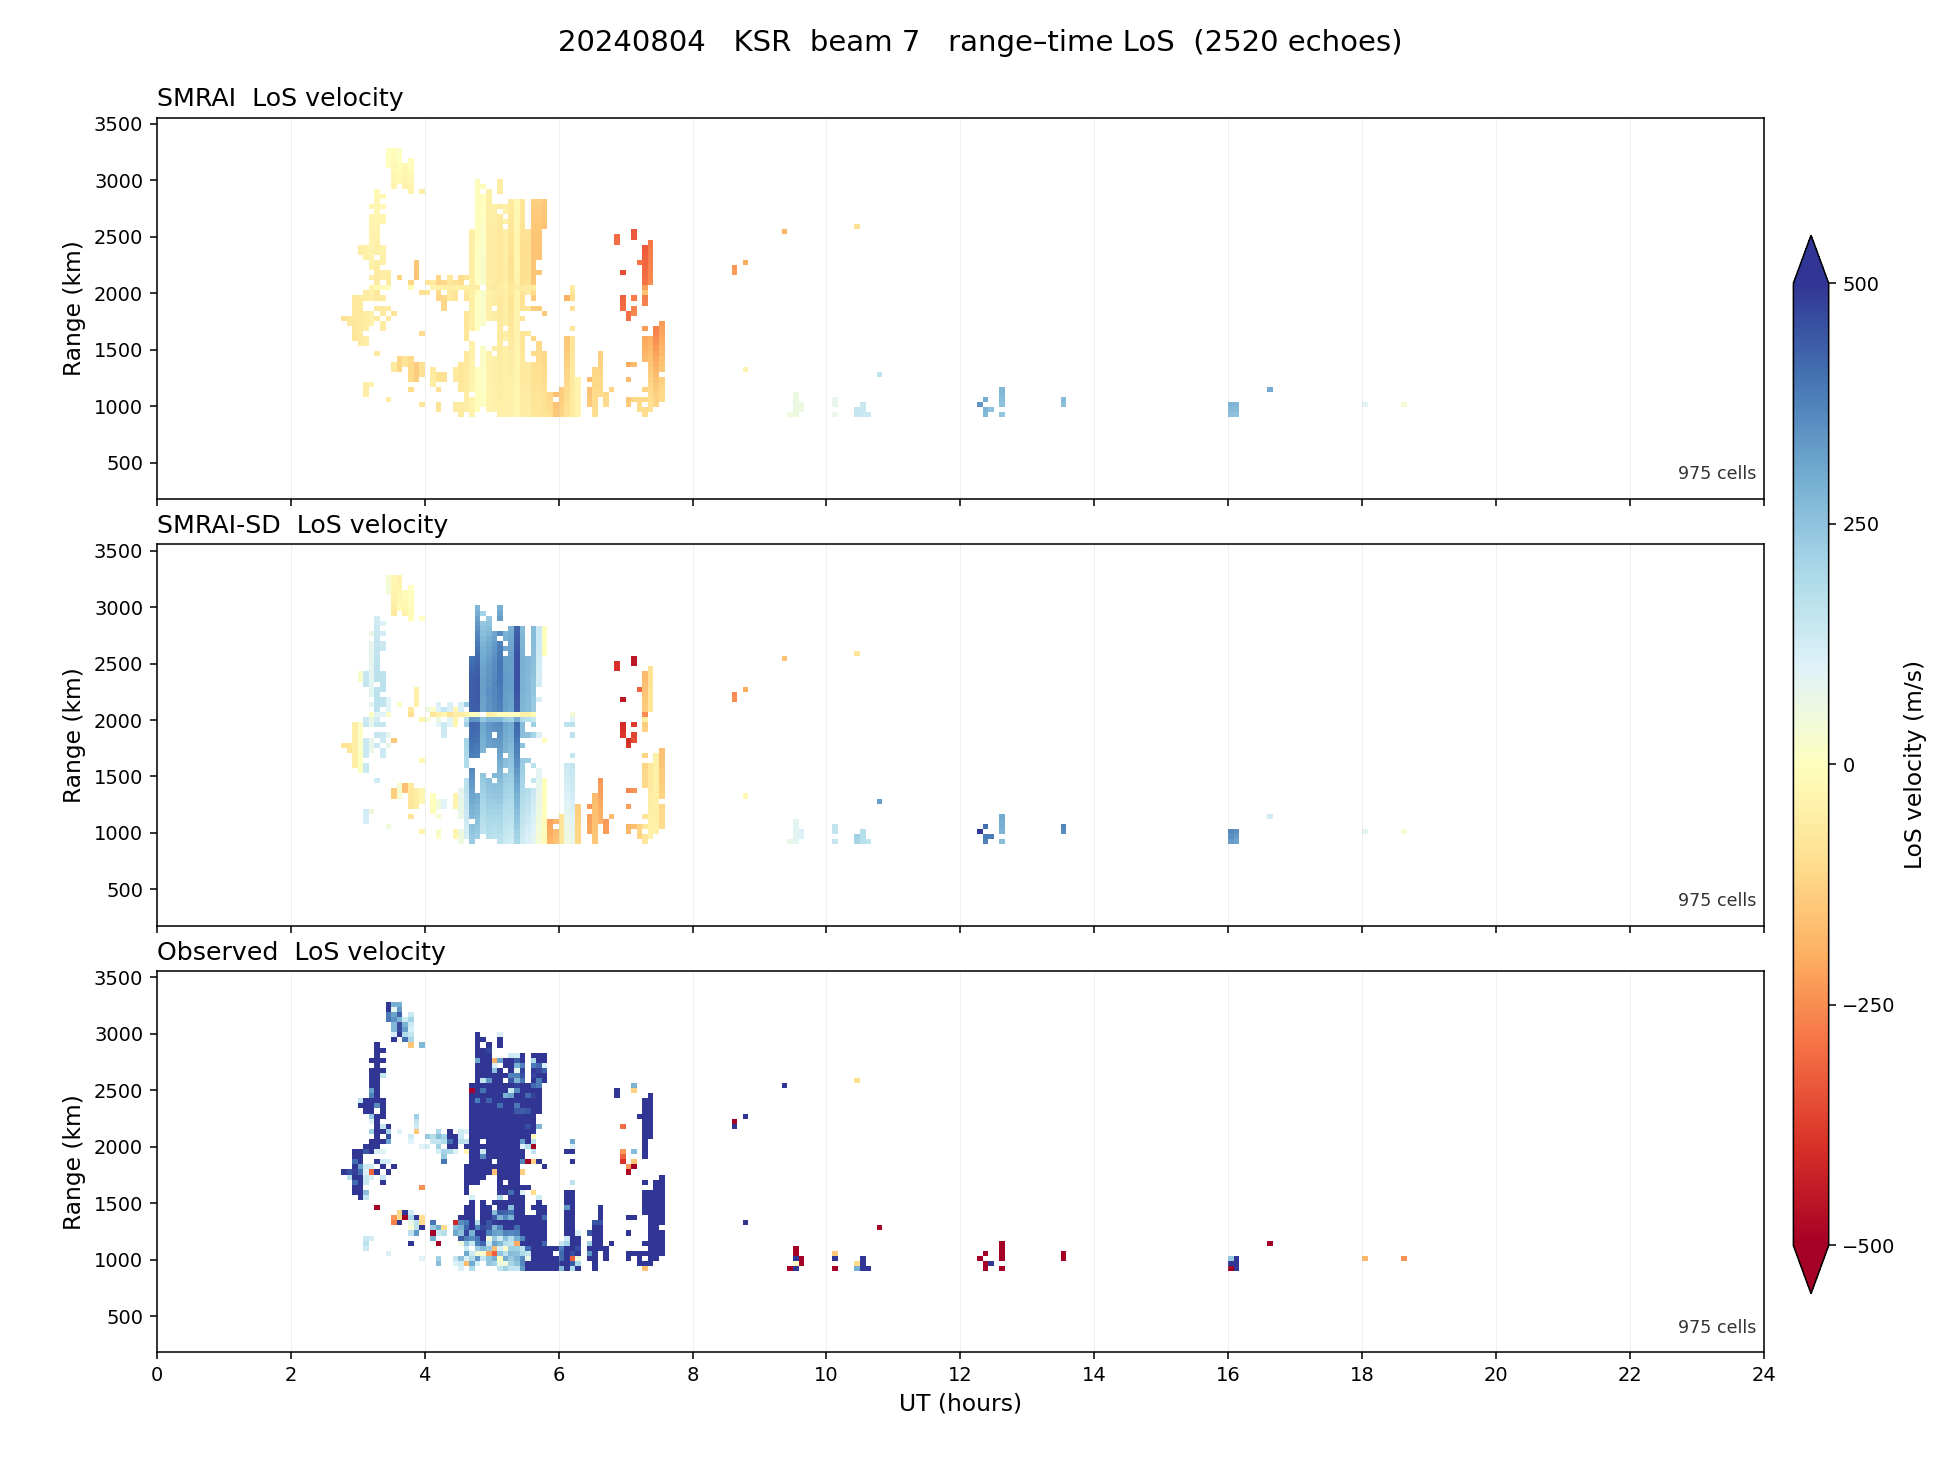 20240804   KSR  beam 7   range–time LoS  (2520 echoes)
SMRAI  LoS velocity
3500
3000
2500
2000
1500
1000
500
Range (km)
975 cells
SMRAI-SD  LoS velocity
3500
3000
2500
2000
1500
1000
500
Range (km)
975 cells
Observed  LoS velocity
3500
3000
2500
2000
1500
1000
500
Range (km)
975 cells
0 2 4 6 8 10 12 14 16 18 20 22 24
UT (hours)
500
250
0
−250
−500
LoS velocity (m/s)